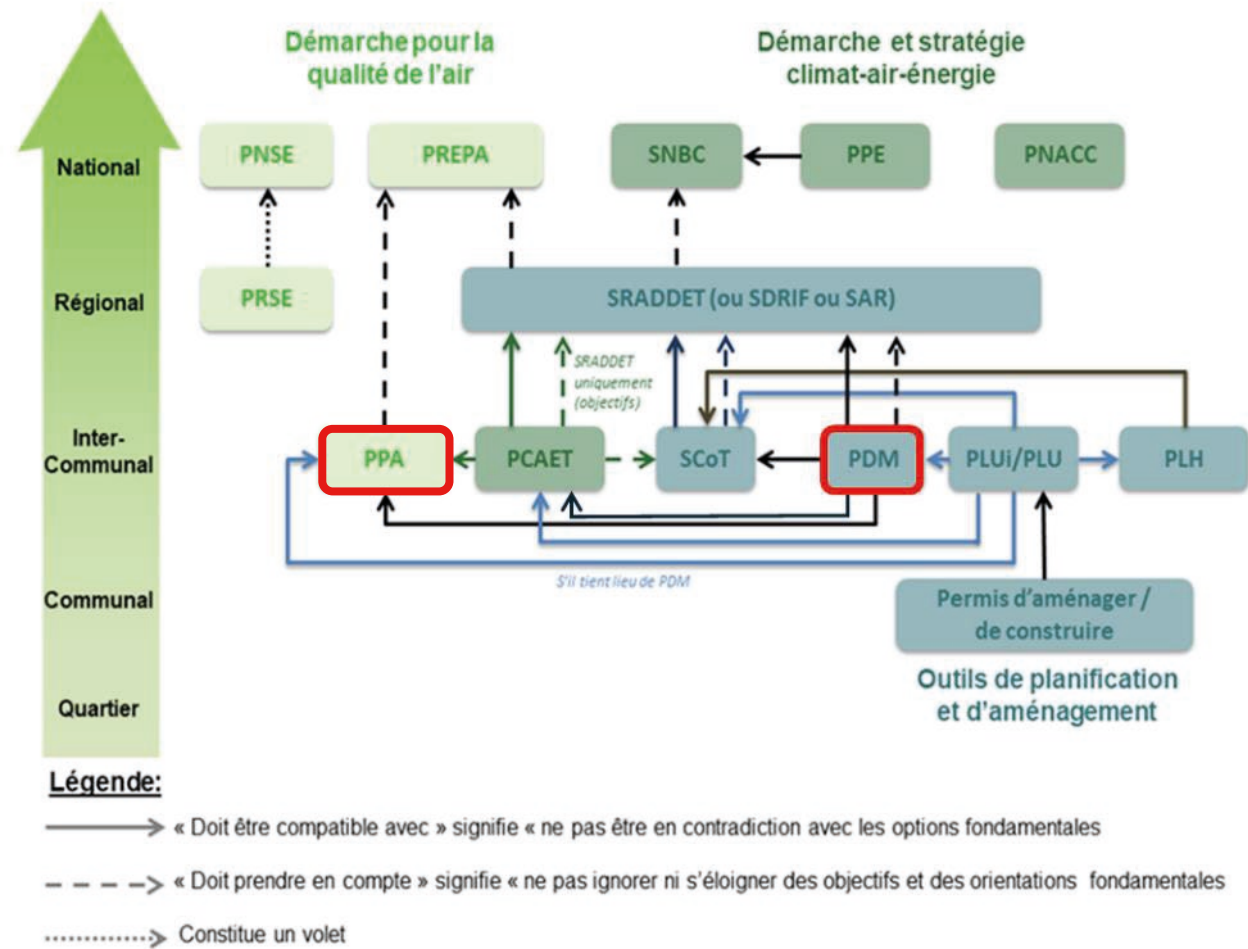 Démarche pour la
qualité de l'air
Démarche et stratégie
climat-air-énergie
National
PNSE
PREPA
SNBC
PPE
PNACC
Régional
PRSE
SRADDET (ou SDRIF ou SAR)
SRADDET
uniquement
(objectifs)
Inter-
Communal
PPA
PCAET
SCoT
PDM
PLUi/PLU
PLH
S'il tient lieu de PDM
Communal
Permis d'aménager /
de construire
Quartier
Outils de planification
et d'aménagement
Légende:
« Doit être compatible avec » signifie « ne pas être en contradiction avec les options fondamentales
« Doit prendre en compte » signifie « ne pas ignorer ni s'éloigner des objectifs et des orientations fondamentales
Constitue un volet